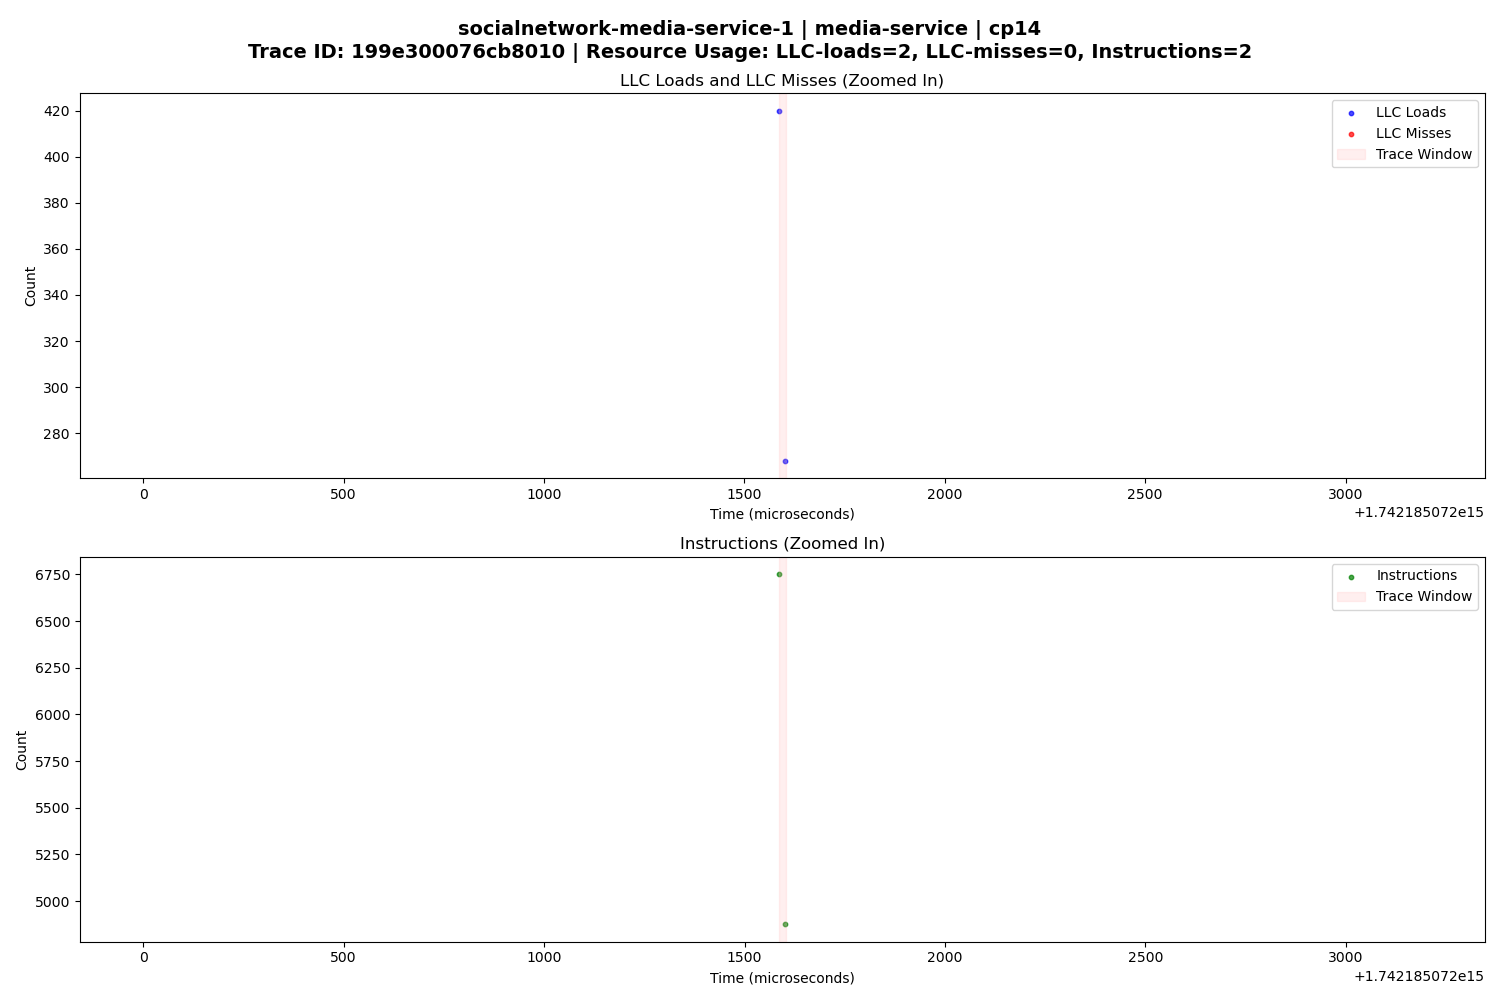 socialnetwork-media-service-1 | media-service | cp14
Trace ID: 199e300076cb8010 | Resource Usage: LLC-loads=2, LLC-misses=0, Instructions=2
LLC Loads and LLC Misses (Zoomed In)
420
400
380
360
340
320
300
280
Count
LLC Loads
LLC Misses
Trace Window
0
500
1000
1500
2000
2500
3000
Time (microseconds)
+1.742185072e15
Instructions (Zoomed In)
6750
6500
6250
6000
5750
5500
5250
5000
Count
Instructions
Trace Window
0
500
1000
1500
2000
2500
3000
Time (microseconds)
+1.742185072e15